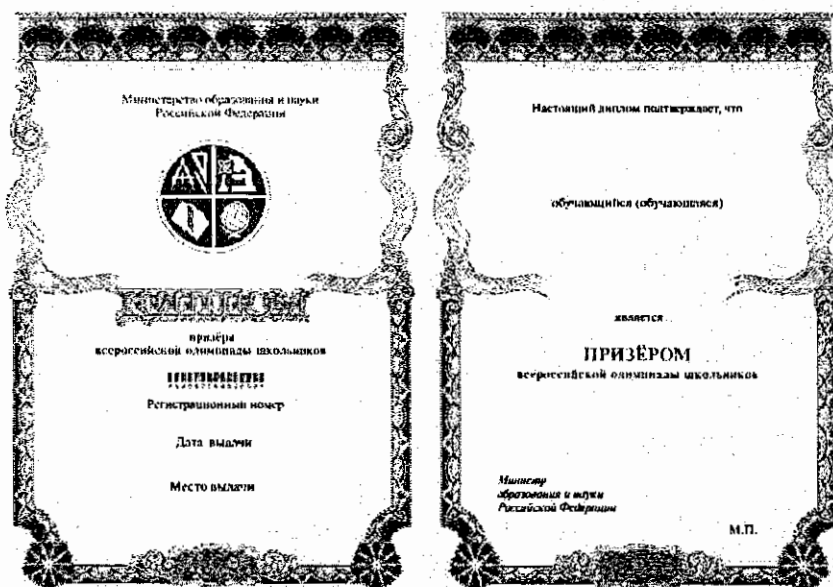 Министерство образования и науки
Российской Федерации
ДИПЛОМ
призёра
всероссийской олимпиады школьников
Регистрационный номер
Дата выдачи
Место выдачи
Настоящий диплом подтверждает, что
обучающийся (обучающаяся)
является
ПРИЗЁРОМ
всероссийской олимпиады школьников
Министр
образования и науки
Российской Федерации
М.П.